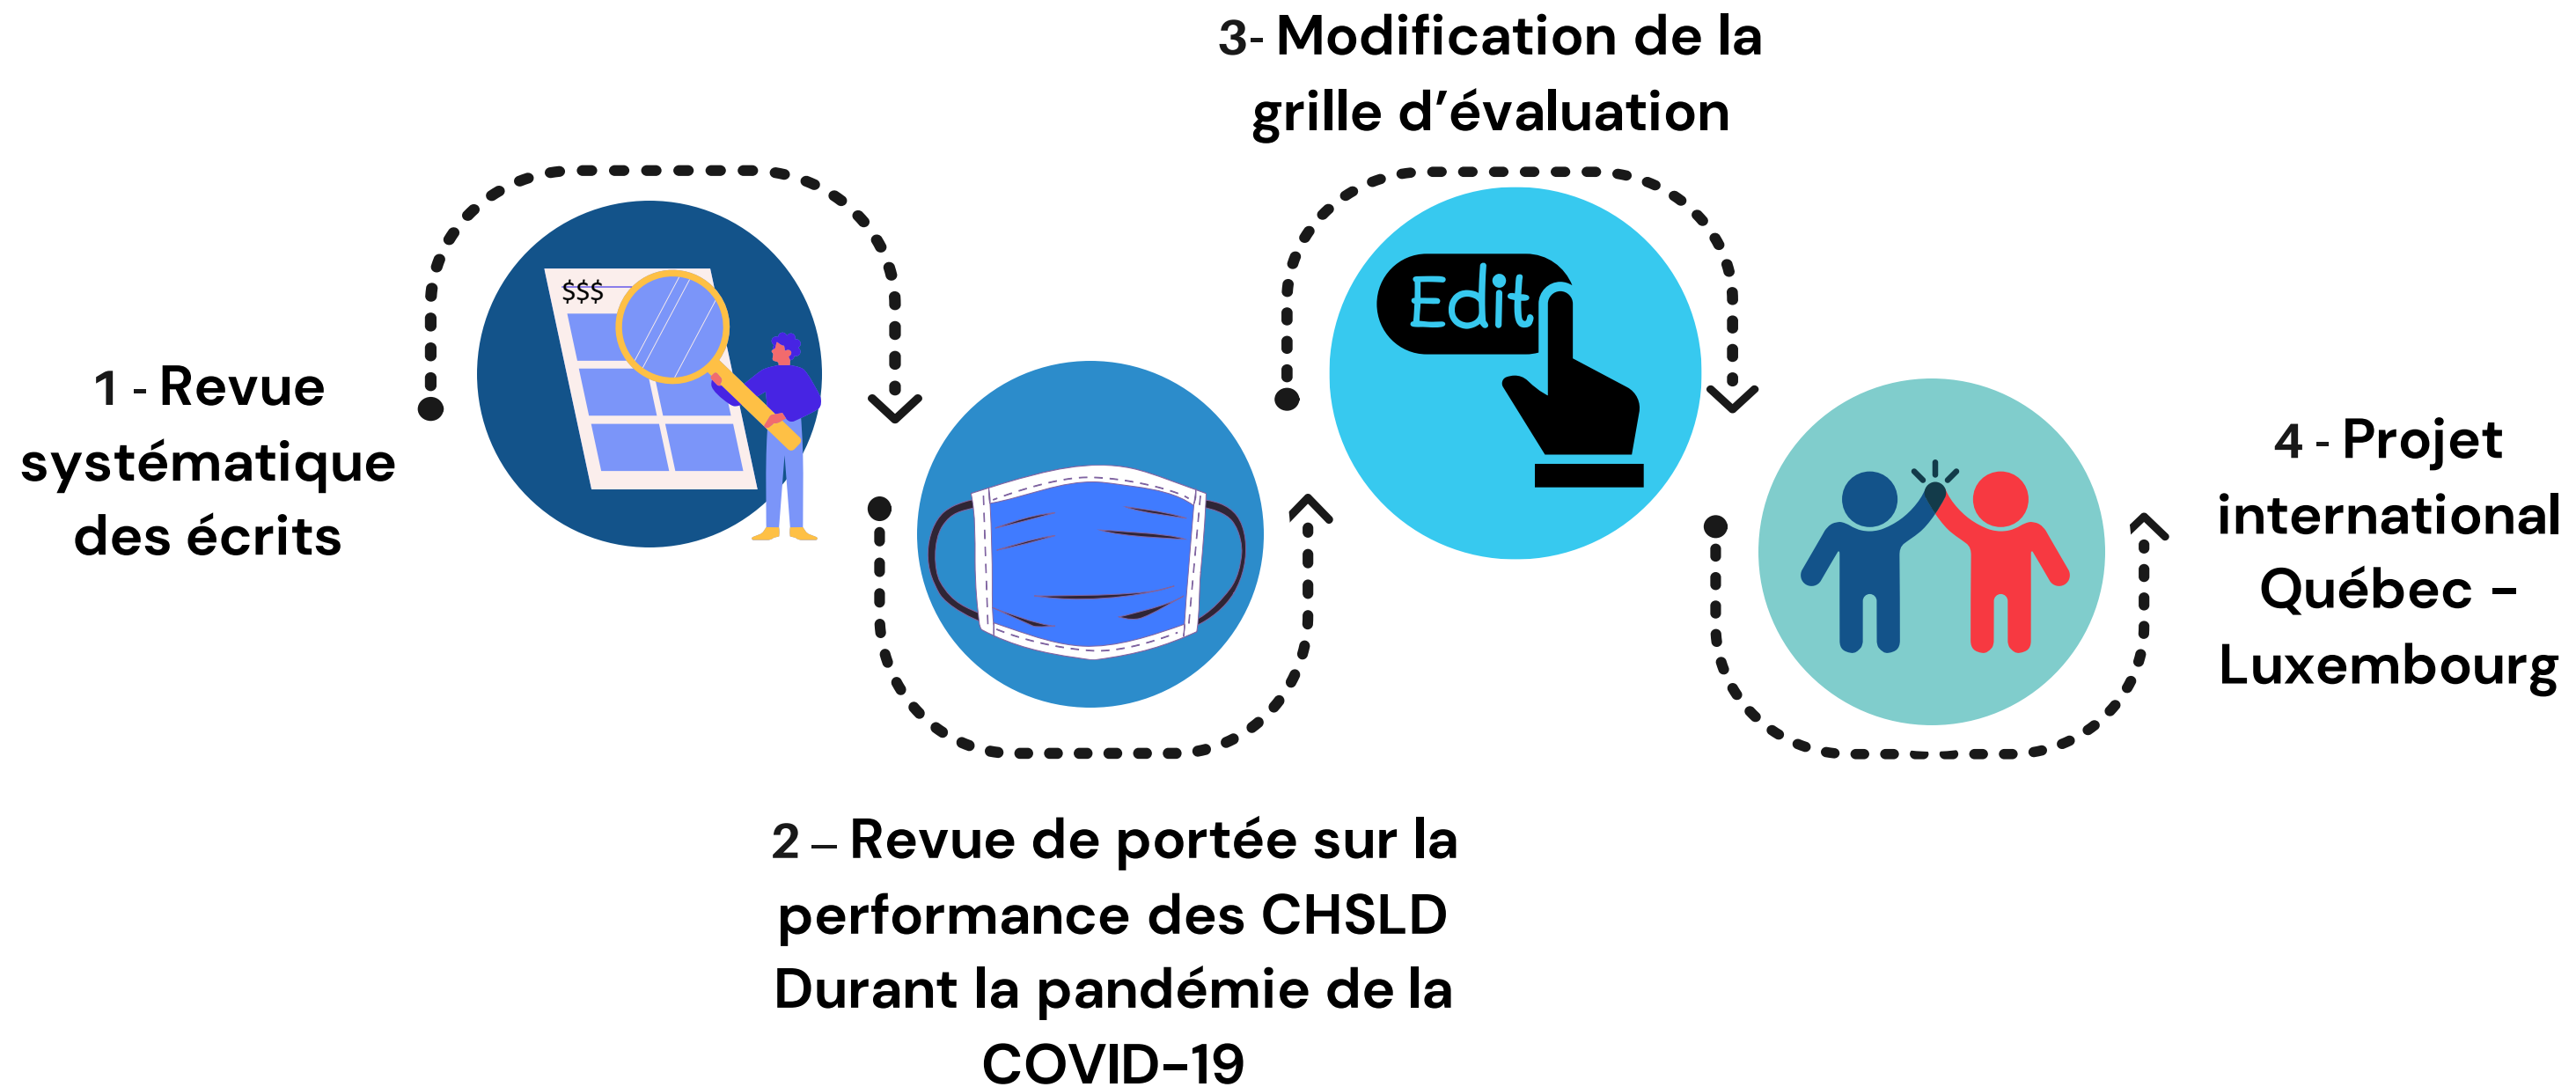 1 - Revue
systématique
des écrits
$$$
2 – Revue de portée sur la
performance des CHSLD
Durant la pandémie de la
COVID-19
3- Modification de la
grille d’évaluation
Edit
4 - Projet
international
Québec -
Luxembourg